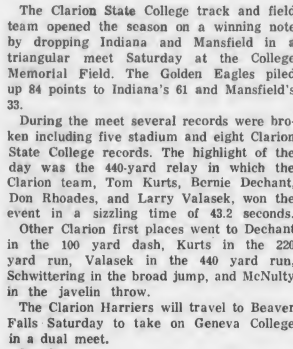 The Clarion State College track and field
team opened the season on a winning note
by dropping Indiana and Mansfield in a
triangular meet Saturday at the College
Memorial Field. The Golden Eagles piled
up 84 points to Indiana's 61 and Mansfield's
33.
During the meet several records were bro-
ken including five stadium and eight Clarion
State College records. The highlight of the
day was the 440-yard relay in which the
Clarion team, Tom Kurts, Bernie Dechant,
Don Rhoades, and Larry Valasek, won the
event in a sizzling time of 43.2 seconds.
Other Clarion first places went to Dechant
in the 100 yard dash, Kurts in the 220
yard run, Valasek in the 440 yard run,
Schwittering in the broad jump, and McNulty
in the javelin throw.
The Clarion Harriers will travel to Beaver
Falls Saturday to take on Geneva College
in a dual meet.